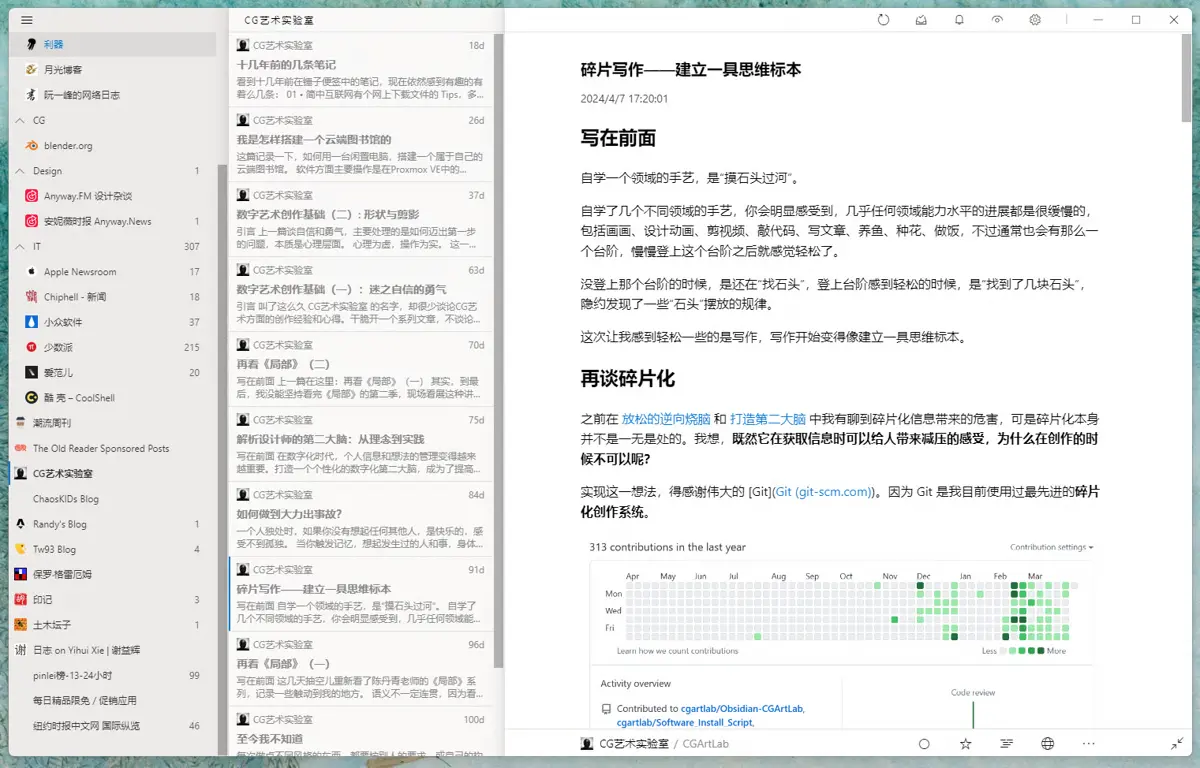 利器
月光博客
阮一峰的网络日志
CG
blender.org
Design 1
Anyway.FM 设计杂谈
安妮薇时报 Anyway.News 1
IT 307
Apple Newsroom 17
Chiphell - 新闻 18
小众软件 37
少数派 215
爱范儿 20
酷 壳 – CoolShell
潮流周刊
The Old Reader Sponsored Posts
CG艺术实验室
ChaosKIDs Blog
Randy's Blog 1
Tw93 Blog 4
保罗·格雷厄姆
印记 3
土木坛子 1
谢 日志 on Yihui Xie | 谢益辉
pinlei榜-13-24小时 99
每日精品限免 / 促销应用
纽约时报中文网 国际纵览 46
CG艺术实验室
CG艺术实验室 18d
十几年前的几条笔记
看到十几年前在锤子便签中的笔记，现在依然感到有趣的有
着么几条： 01 • 简中互联网有个网上下载文件的 Tips，多...
CG艺术实验室 26d
我是怎样搭建一个云端图书馆的
这篇记录一下，如何用一台闲置电脑，搭建一个属于自己的
云端图书馆。 软件方面主要操作是在Proxmox VE中的...
CG艺术实验室 37d
数字艺术创作基础（二）：形状与剪影
引言 上一篇谈自信和勇气，主要处理的是如何迈出第一步
的问题，本质是心理层面。 心理为虚，操作为实。 这一...
CG艺术实验室 63d
数字艺术创作基础（一）：迷之自信的勇气
引言 叫了这么久 CG艺术实验室 的名字，却很少谈论CG艺
术方面的创作经验和心得。干脆开一个系列文章，不谈论...
CG艺术实验室 70d
再看《局部》（二）
写在前面 上一篇在这里：再看《局部》（一） 其实，到最
后，我没能坚持看完《局部》的第二季，现场看展这种讲...
CG艺术实验室 75d
解析设计师的第二大脑：从理念到实践
写在前面 在数字化时代，个人信息和想法的管理变得越来
越重要。打造一个个性化的数字化第二大脑，成为了提高...
CG艺术实验室 84d
如何做到大力出事故?
一个人独处时，如果你没有想起任何其他人，是快乐的，感
受不到孤独。 当你触发记忆，想起发生过的人和事，身体...
CG艺术实验室 91d
碎片写作——建立一具思维标本
写在前面 自学一个领域的手艺，是“摸石头过河”。 自学了
几个不同领域的手艺，你会明显感受到，几乎任何领域能...
CG艺术实验室 96d
再看《局部》（一）
写在前面 这几天抽空儿重新看了陈丹青老师的《局部》系
列，记录一些触动到我的地方。 语义不一定连贯，因为看...
CG艺术实验室 100d
至今我不知道
碎片写作——建立一具思维标本
2024/4/7 17:20:01
写在前面
自学一个领域的手艺，是“摸石头过河”。
自学了几个不同领域的手艺，你会明显感受到，几乎任何领域能力水平的进展都是很缓慢的，
包括画画、设计动画、剪视频、敲代码、写文章、养鱼、种花、做饭，不过通常也会有那么一
个台阶，慢慢登上这个台阶之后就感觉轻松了。
没登上那个台阶的时候，是还在“找石头”，登上台阶感到轻松的时候，是“找到了几块石头”，
隐约发现了一些“石头”摆放的规律。
这次让我感到轻松一些的是写作，写作开始变得像建立一具思维标本。
再谈碎片化
之前在 放松的逆向烧脑 和 打造第二大脑 中我有聊到碎片化信息带来的危害，可是碎片化本身
并不是一无是处的。我想，既然它在获取信息时可以给人带来减压的感受，为什么在创作的时
候不可以呢？
实现这一想法，得感谢伟大的 [Git](Git (git-scm.com))。因为 Git 是我目前使用过最先进的碎片
化创作系统。
313 contributions in the last year Contribution settings
Apr May Jun Jul Aug Sep Oct Nov Dec Jan Feb Mar
Mon
Wed
Fri
Learn how we count contributions Less More
Activity overview
Code review
Contributed to cgartlab/Obsidian-CGArtLab,
cgartlab/Software_Install_Script,
CG艺术实验室 / CGArtLab